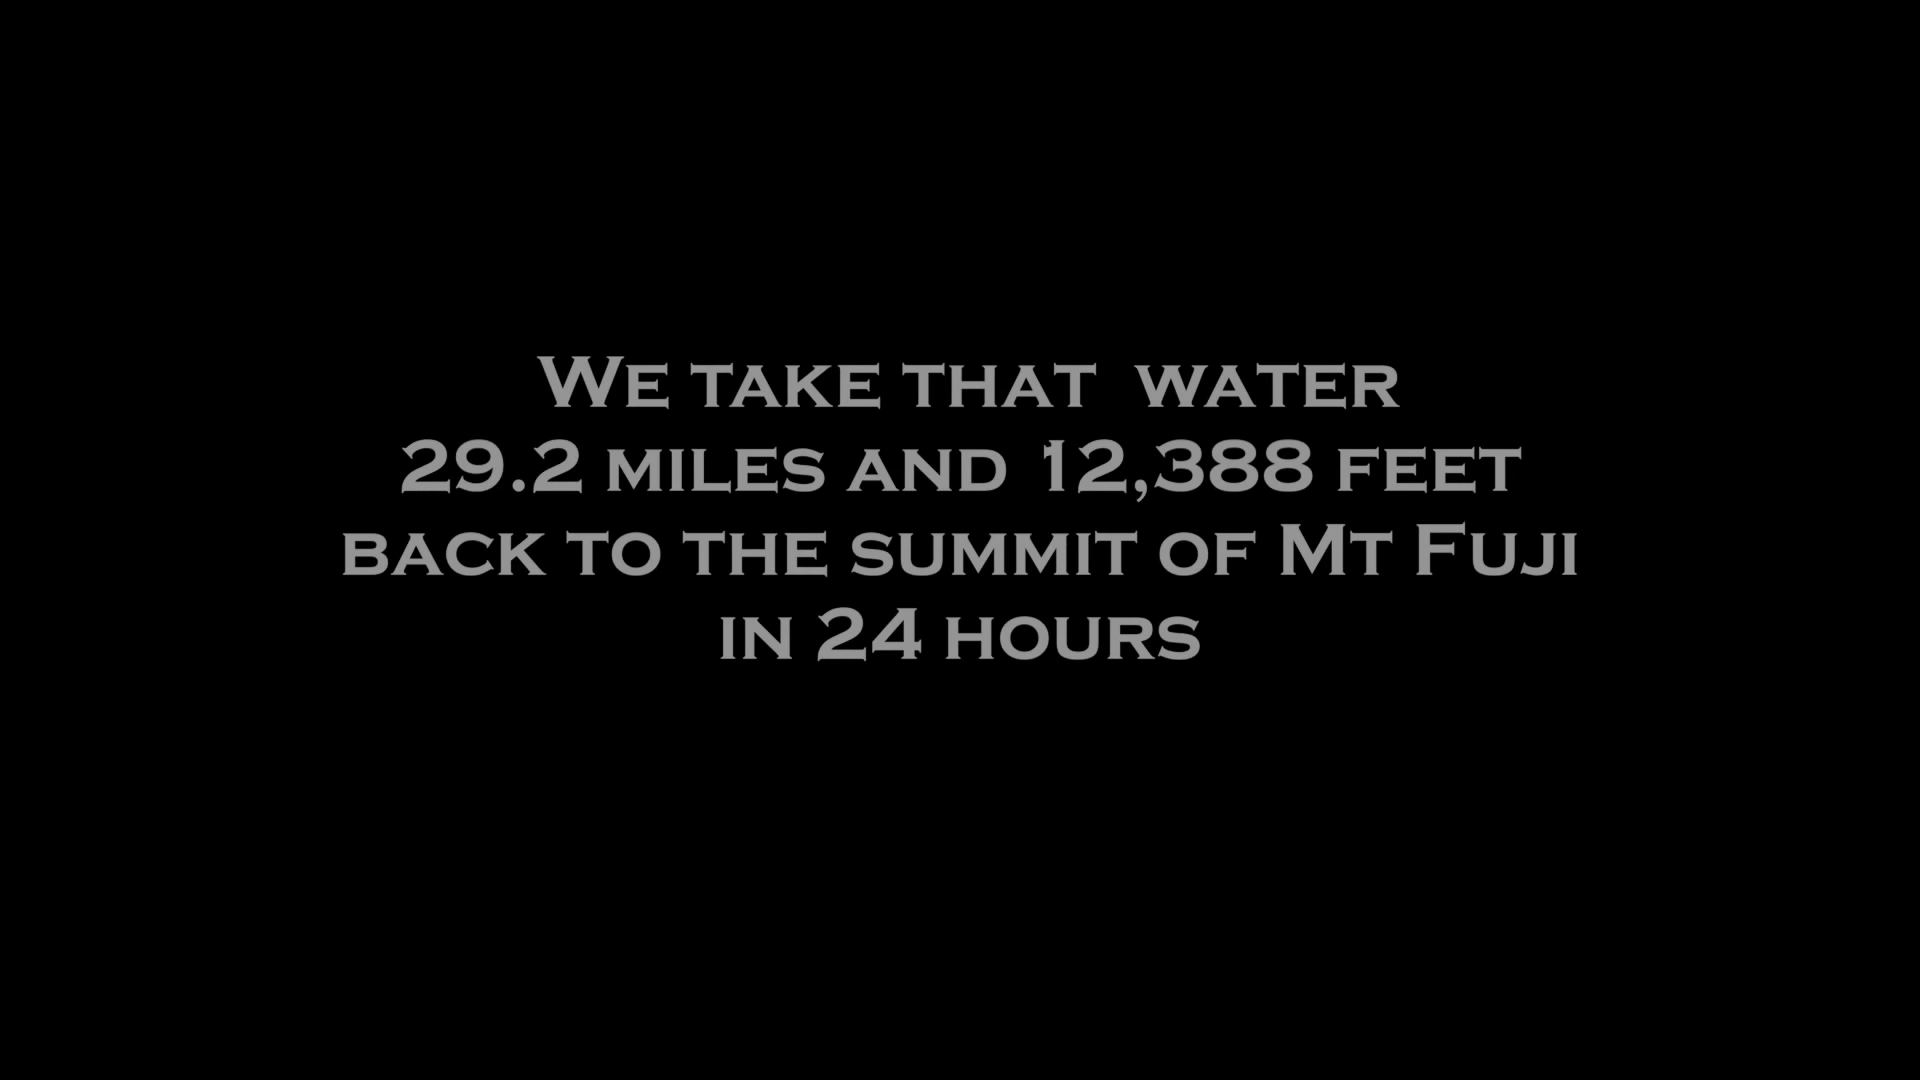 We take that  water
29.2 miles and 12,388 feet
back to the summit of Mt Fuji
in 24 hours